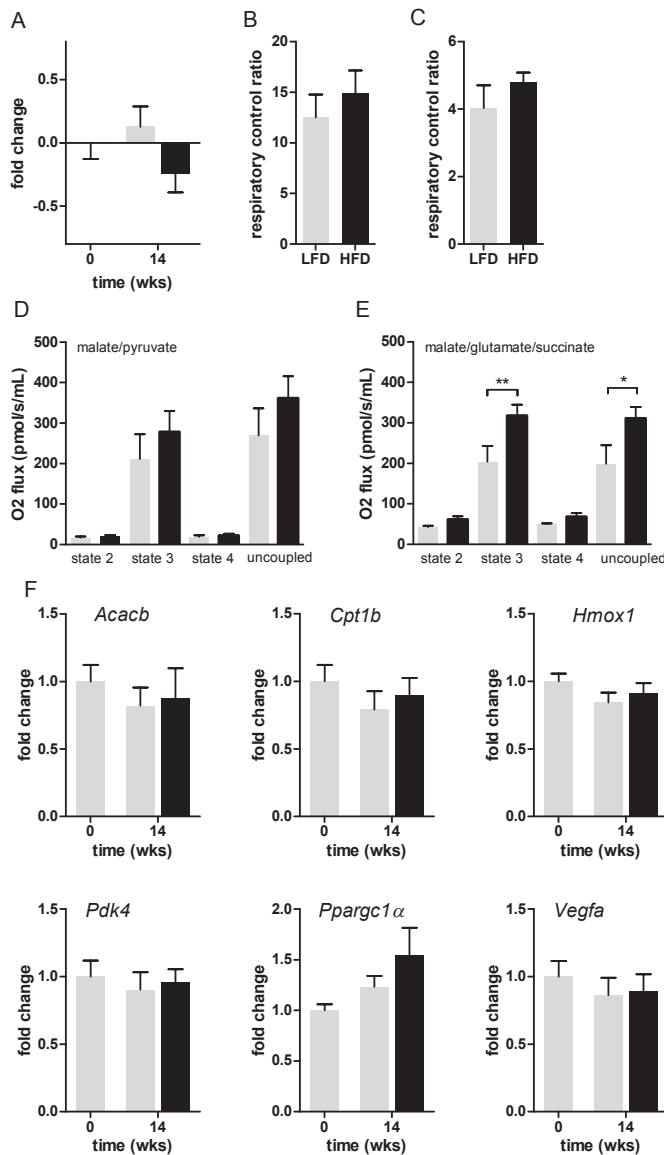 A
fold change
0.5
0.0
-0.5
0
14
time (wks)
B
respiratory control ratio
20
15
10
5
0
LFD HFD
C
respiratory control ratio
6
4
2
0
LFD HFD
D
malate/pyruvate
O2 flux (pmol/s/mL)
500
400
300
200
100
0
state 2 state 3 state 4 uncoupled
E
malate/glutamate/succinate
O2 flux (pmol/s/mL)
500
400
300
200
100
0
**
*
state 2 state 3 state 4 uncoupled
F
Acacb
fold change
1.5
1.0
0.5
0.0
0 14
time (wks)
Cpt1b
fold change
1.5
1.0
0.5
0.0
0 14
time (wks)
Hmox1
fold change
1.5
1.0
0.5
0.0
0 14
time (wks)
Pdk4
fold change
1.5
1.0
0.5
0.0
0 14
time (wks)
Ppargc1α
fold change
2.0
1.5
1.0
0.5
0.0
0 14
time (wks)
Vegfa
fold change
1.5
1.0
0.5
0.0
0 14
time (wks)